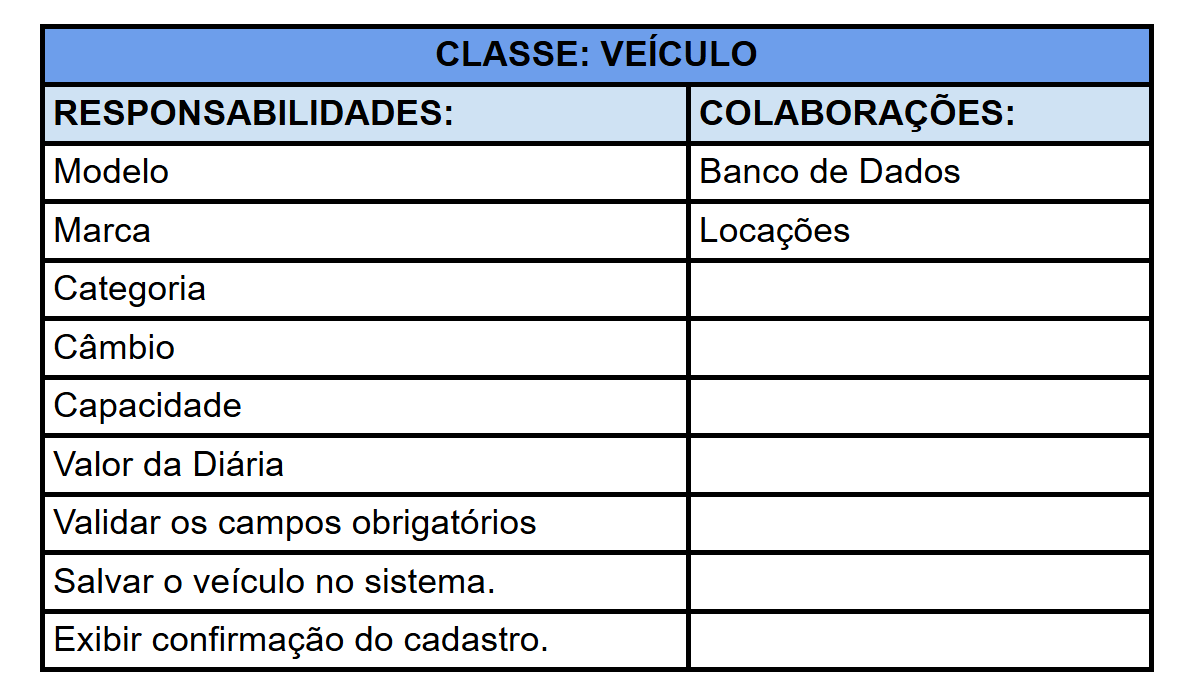 CLASSE: VEÍCULO
RESPONSABILIDADES: COLABORAÇÕES:
Modelo Banco de Dados
Marca Locações
Categoria
Câmbio
Capacidade
Valor da Diária
Validar os campos obrigatórios
Salvar o veículo no sistema.
Exibir confirmação do cadastro.